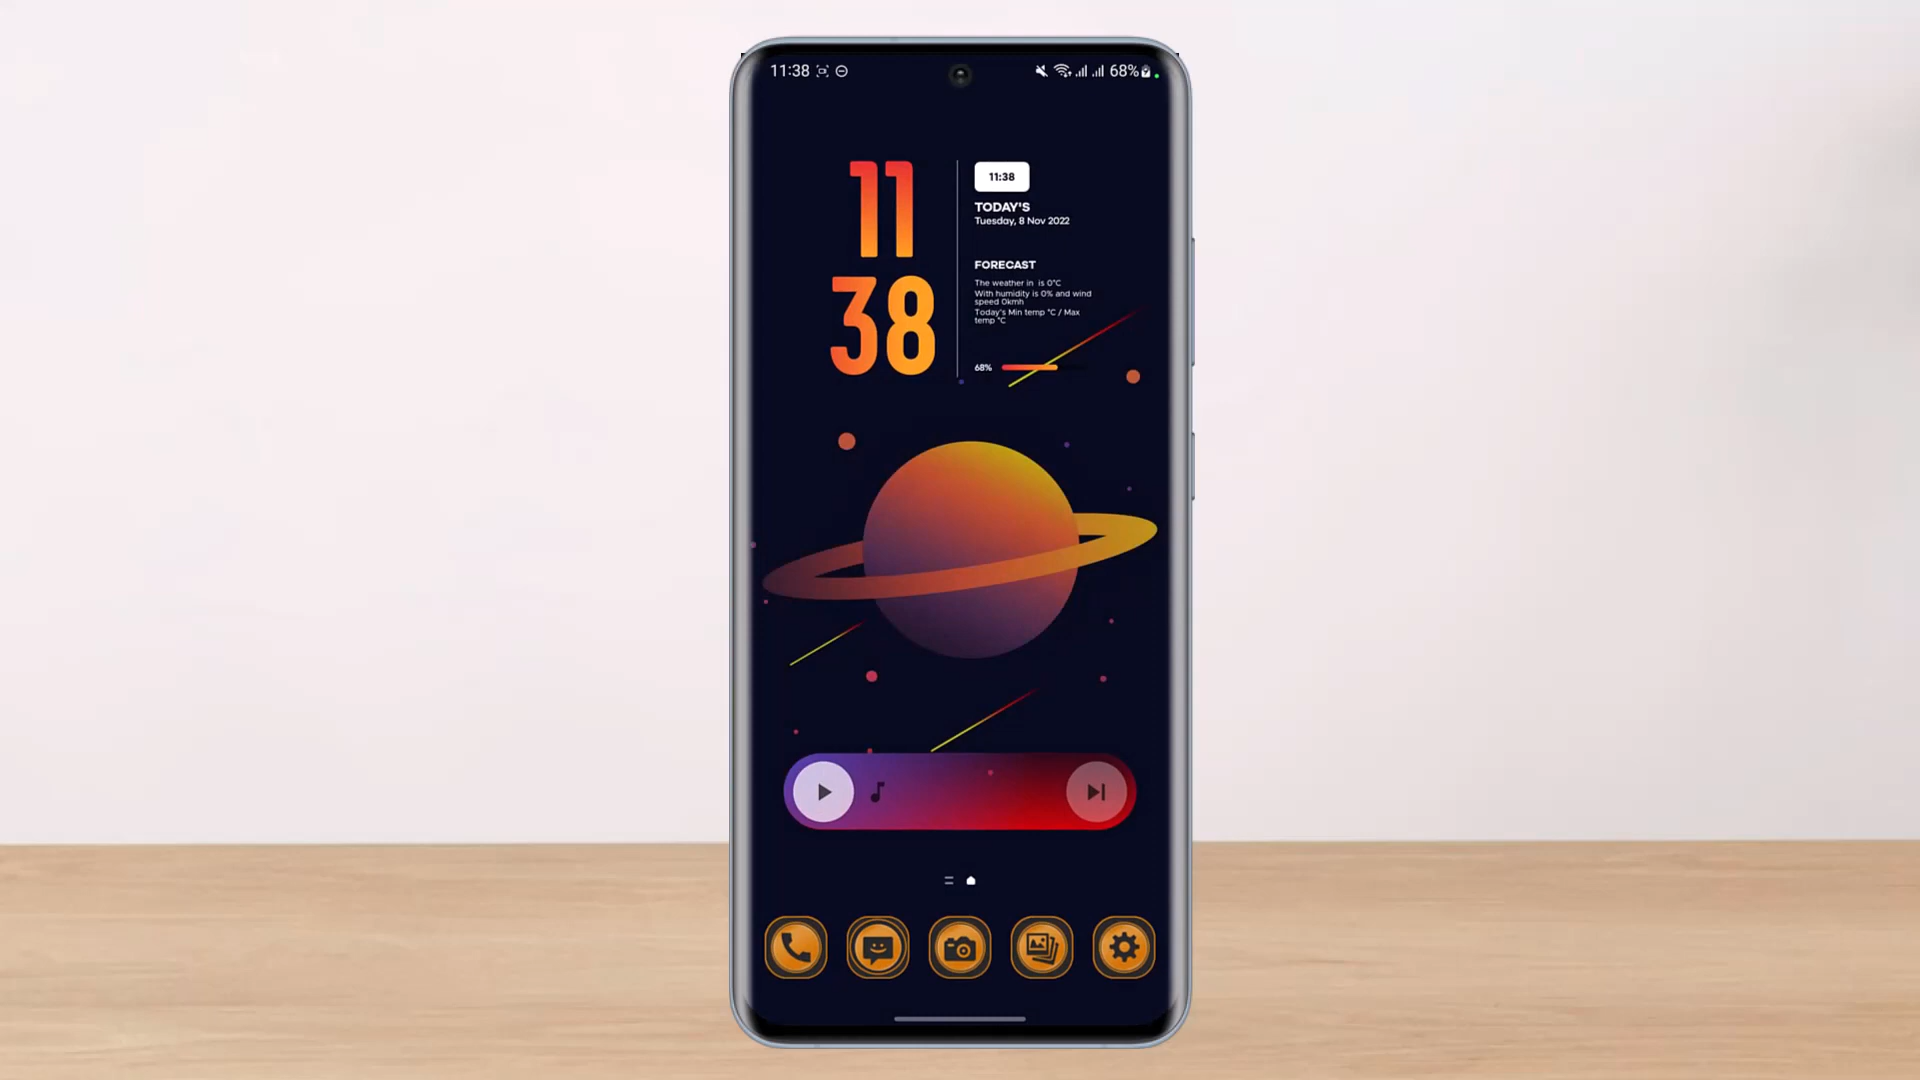 11:38 68%
11
38
11:38
TODAY'S
Tuesday, 8 Nov 2022
FORECAST
The weather in is 0°C
With humidity is 0% and wind
speed 0kmh
Today's Min temp °C / Max
temp °C
68%